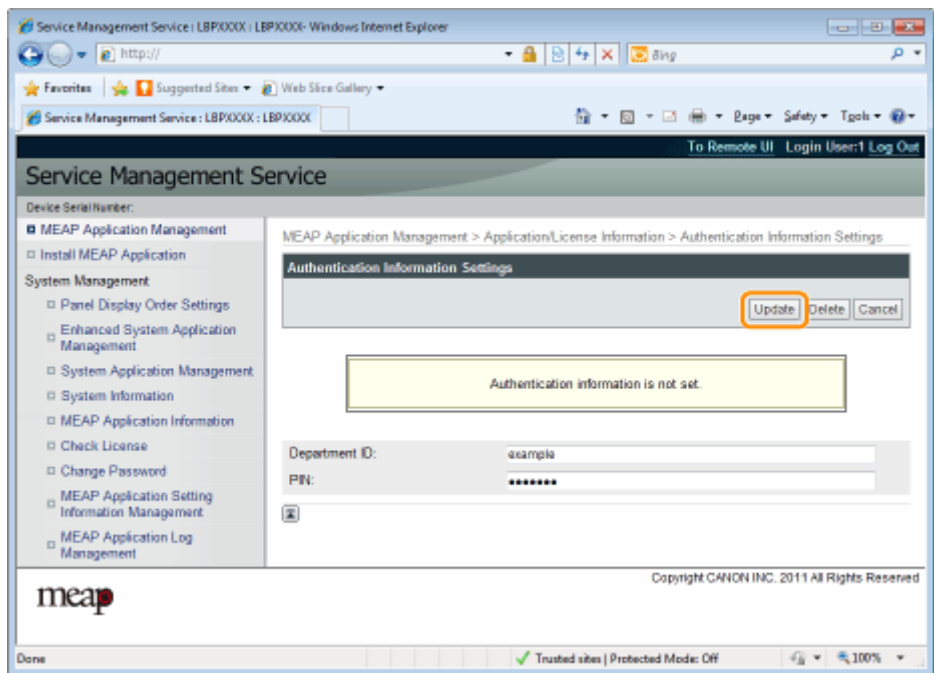 Service Management Service : LBPXXXX : LBPXXXX- Windows Internet Explorer
http:// Bing
Favorites Suggested Sites Web Slice Gallery
Service Management Service : LBPXXXX : LBPXXXX Page Safety Tools
To Remote UI Login User:1 Log Out
Service Management Service
Device Serial Number:
MEAP Application Management
Install MEAP Application
System Management
Panel Display Order Settings
Enhanced System Application
Management
System Application Management
System Information
MEAP Application Information
Check License
Change Password
MEAP Application Setting
Information Management
MEAP Application Log
Management
MEAP Application Management > Application/License Information > Authentication Information Settings
Authentication Information Settings
Update Delete Cancel
Authentication information is not set.
Department ID: example
PIN: •••••••
Copyright CANON INC. 2011 All Rights Reserved
meap
Done Trusted sites | Protected Mode: Off 100%